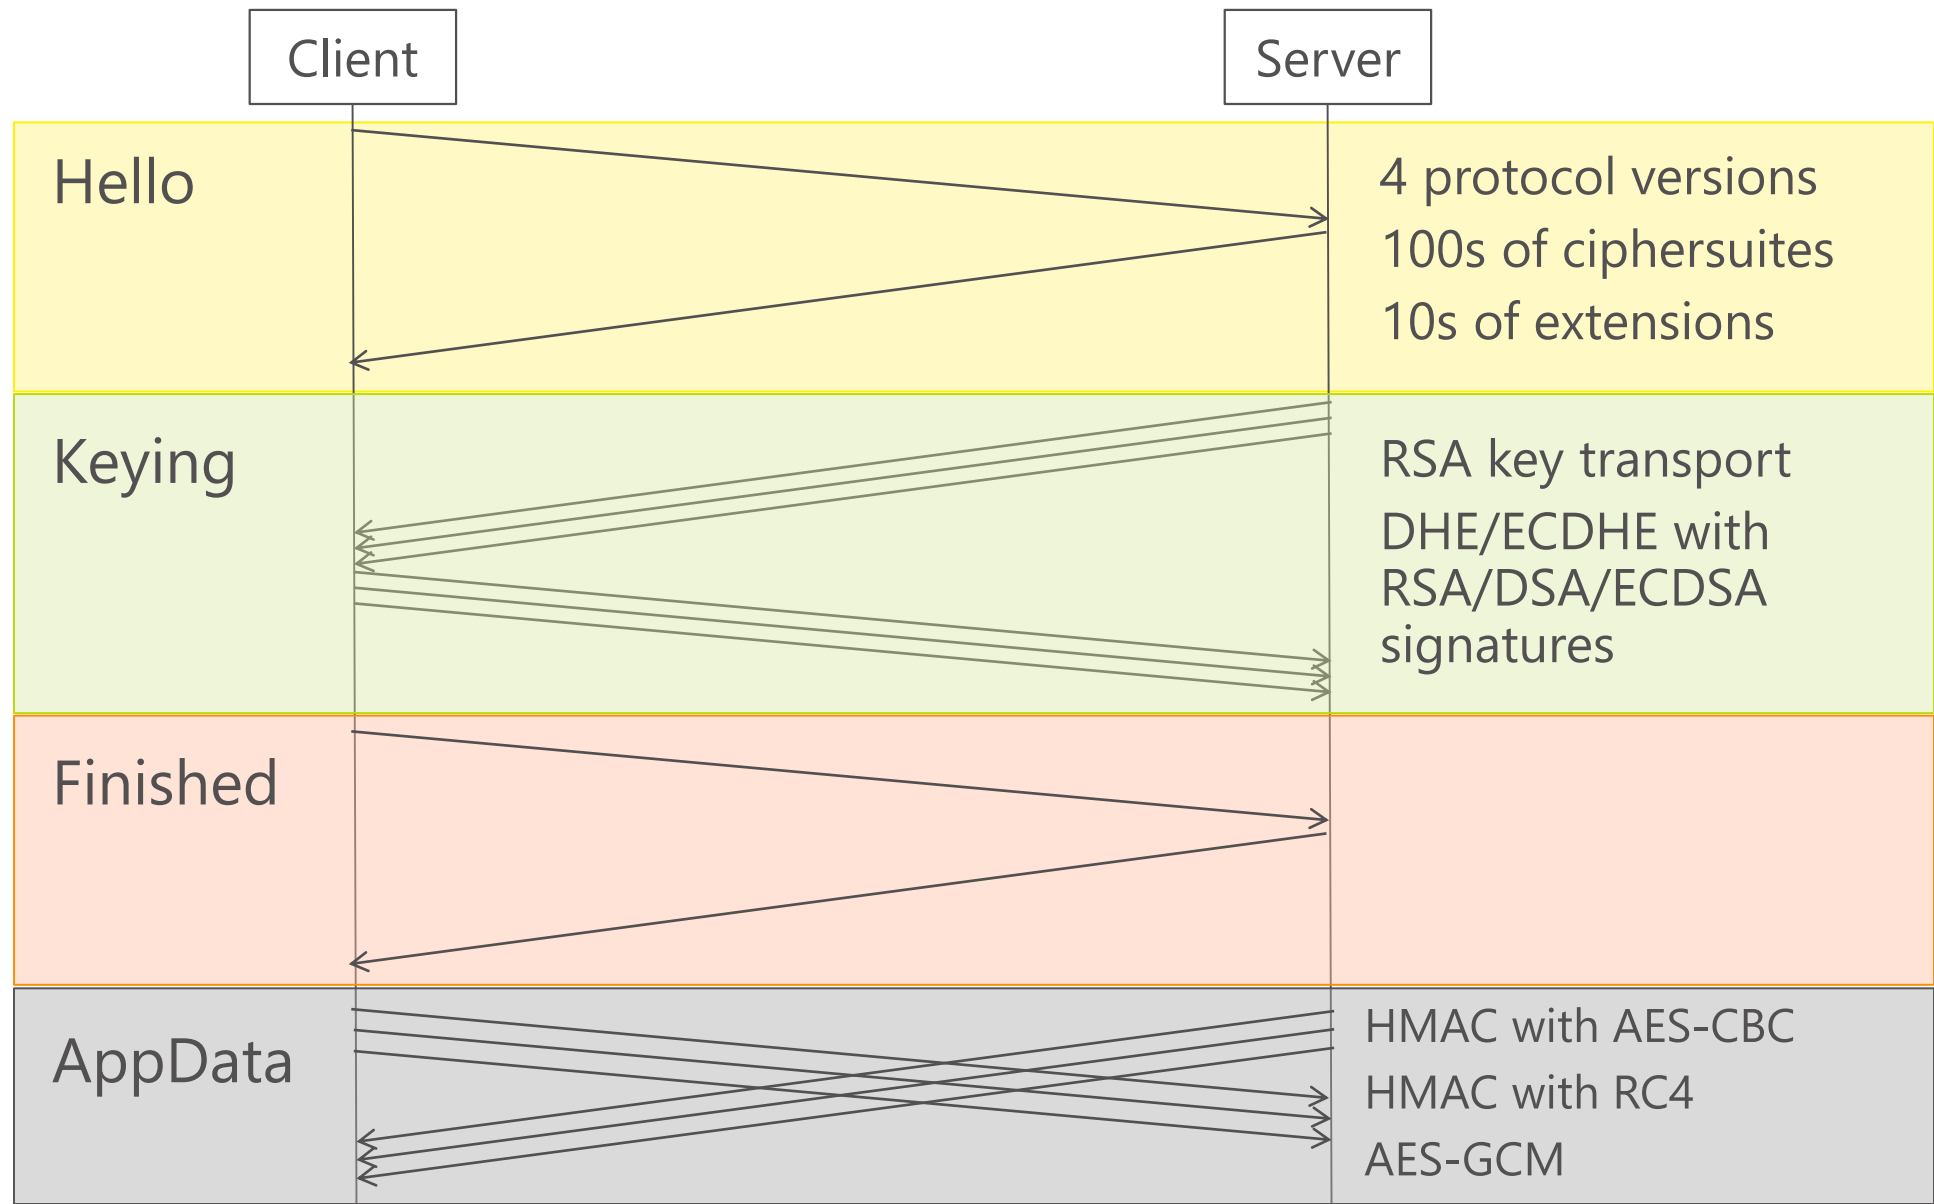 Client
Server
Hello
4 protocol versions
100s of ciphersuites
10s of extensions
Keying
RSA key transport
DHE/ECDHE with
RSA/DSA/ECDSA
signatures
Finished
AppData
HMAC with AES-CBC
HMAC with RC4
AES-GCM